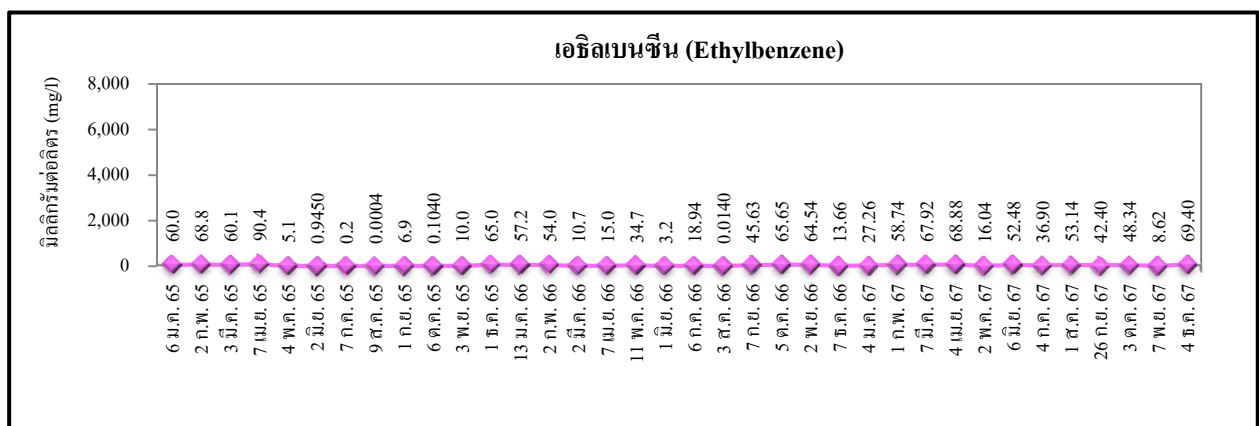 เอธิลเบนซีน (Ethylbenzene)
มิลลิกรัมต่อลิตร (mg/l)
8,000
6,000
4,000
2,000
0
60.0
68.8
60.1
90.4
5.1
0.9450
0.2
0.0004
6.9
0.1040
10.0
65.0
57.2
54.0
10.7
15.0
34.7
3.2
18.94
0.0140
45.63
65.65
64.54
13.66
27.26
58.74
67.92
68.88
16.04
52.48
36.90
53.14
42.40
48.34
8.62
69.40
6 ม.ค. 65
2 ก.พ. 65
3 มี.ค. 65
7 เม.ย. 65
4 พ.ค. 65
2 มิ.ย. 65
7 ก.ค. 65
9 ส.ค. 65
1 ก.ย. 65
6 ต.ค. 65
3 พ.ย. 65
1 ธ.ค. 65
13 ม.ค. 66
2 ก.พ. 66
2 มี.ค. 66
7 เม.ย. 66
11 พ.ค. 66
1 มิ.ย. 66
6 ก.ค. 66
3 ส.ค. 66
7 ก.ย. 66
5 ต.ค. 66
2 พ.ย. 66
7 ธ.ค. 66
4 ม.ค. 67
1 ก.พ. 67
7 มี.ค. 67
4 เม.ย. 67
2 พ.ค. 67
6 มิ.ย. 67
4 ก.ค. 67
1 ส.ค. 67
26 ก.ย. 67
3 ต.ค. 67
7 พ.ย. 67
4 ธ.ค. 67